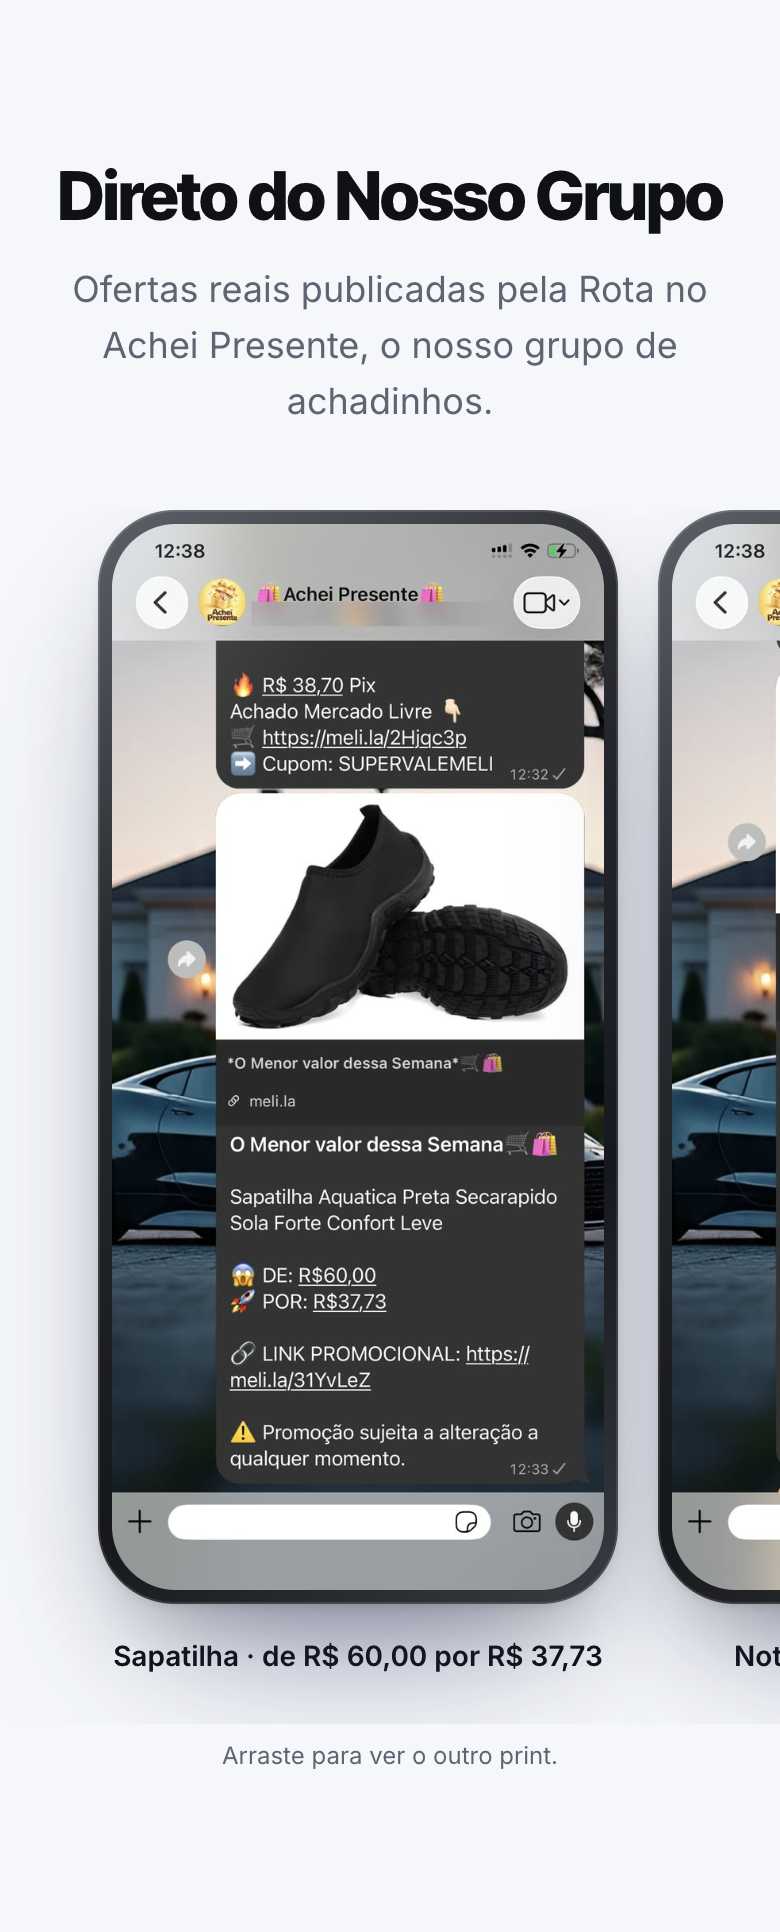 Direto do Nosso Grupo
Ofertas reais publicadas pela Rota no
Achei Presente, o nosso grupo de
achadinhos.
12:38
12:38
Achei Presente
🛍️Achei Presente🛍️
🔥 R$ 38,70 Pix
Achado Mercado Livre 👇🏻
🛒 https://meli.la/2Hjqc3p
➡️ Cupom: SUPERVALEMELI
12:32
*O Menor valor dessa Semana*🛒🛍️
meli.la
O Menor valor dessa Semana🛒🛍️
Sapatilha Aquatica Preta Secarapido
Sola Forte Confort Leve
😱 DE: R$60,00
🚀 POR: R$37,73
🔗 LINK PROMOCIONAL: https://
meli.la/31YvLeZ
⚠️ Promoção sujeita a alteração a
qualquer momento.
12:33
Sapatilha · de R$ 60,00 por R$ 37,73
Not
Arraste para ver o outro print.